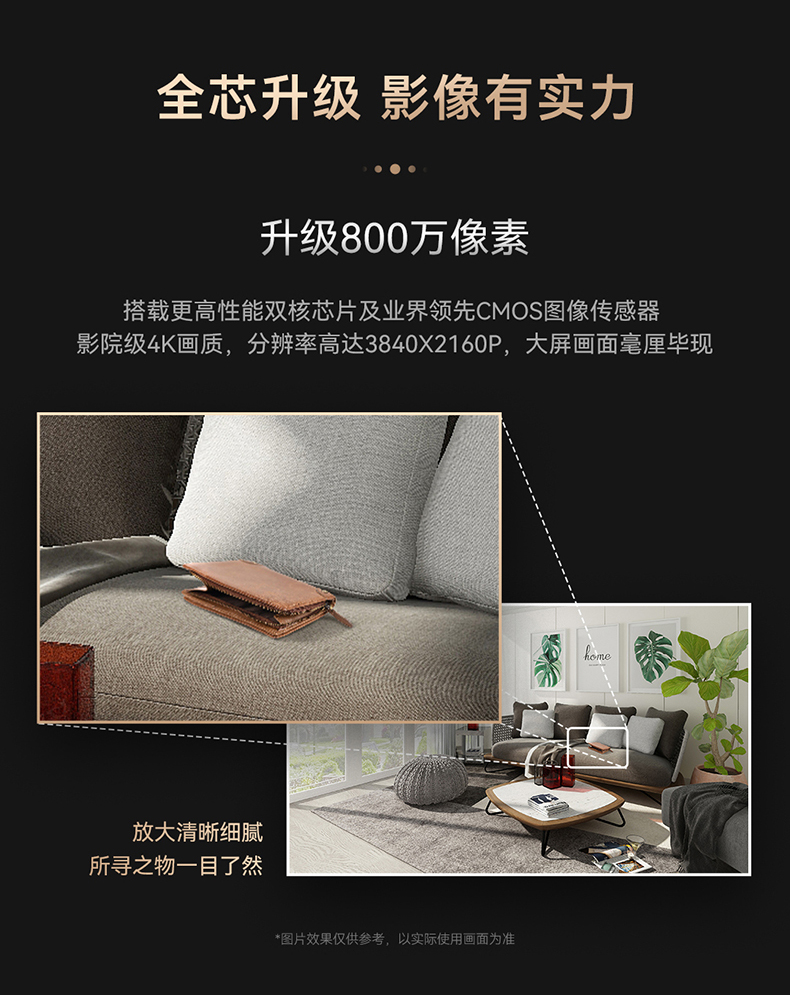 全芯升级 影像有实力
升级800万像素
搭载更高性能双核芯片及业界领先CMOS图像传感器
影院级4K画质，分辨率高达3840X2160P，大屏画面毫厘毕现
home
放大清晰细腻
所寻之物一目了然
*图片效果仅供参考，以实际使用画面为准